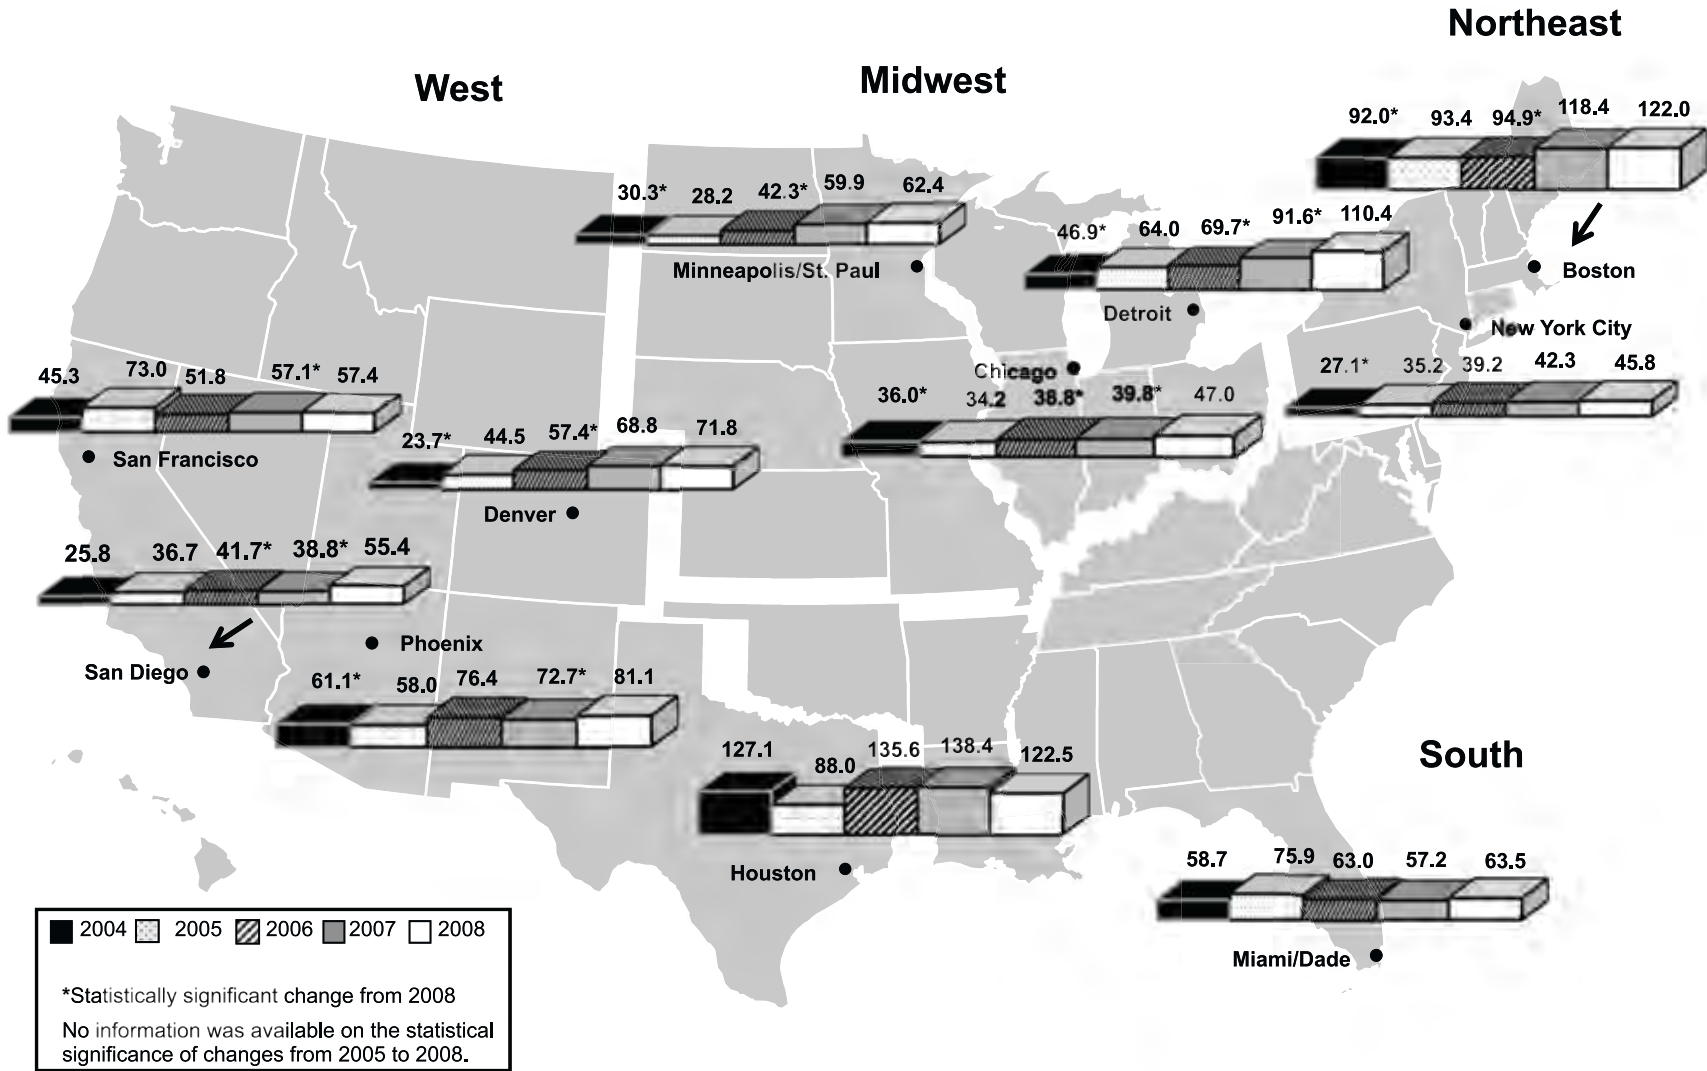 Northeast
West
Midwest
92.0* 93.4 94.9* 118.4 122.0
30.3* 28.2 42.3* 59.9 62.4
46.9* 64.0 69.7* 91.6* 110.4
Minneapolis/St. Paul
Boston
Detroit
New York City
Chicago
45.3 73.0 51.8 57.1* 57.4
36.0* 34.2 38.8* 39.8* 47.0
27.1* 35.2 39.2 42.3 45.8
San Francisco
23.7* 44.5 57.4* 68.8 71.8
Denver
25.8 36.7 41.7* 38.8* 55.4
Phoenix
San Diego
61.1* 58.0 76.4 72.7* 81.1
127.1 88.0 135.6 138.4 122.5
South
Houston
58.7 75.9 63.0 57.2 63.5
Miami/Dade
2004 2005 2006 2007 2008
*Statistically significant change from 2008
No information was available on the statistical
significance of changes from 2005 to 2008.